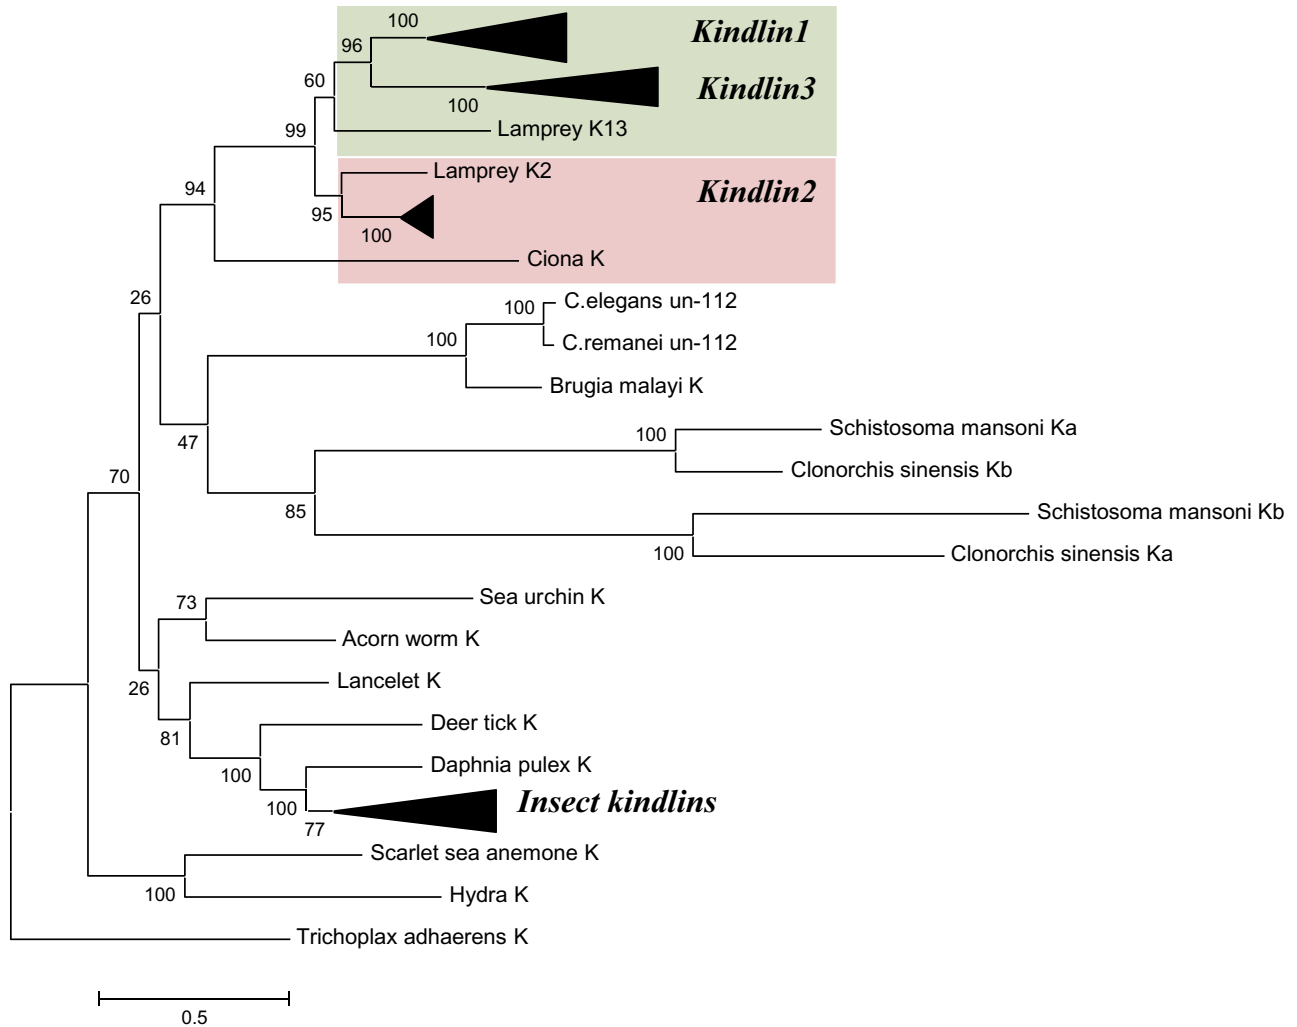 100
Kindlin1
96
60
Kindlin3
100
99
Lamprey K13
Lamprey K2
94
Kindlin2
95
100
Ciona K
26
C.elegans un-112
100
100
C.remanei un-112
Brugia malayi K
Schistosoma mansoni Ka
100
47
Clonorchis sinensis Kb
70
85
Schistosoma mansoni Kb
100
Clonorchis sinensis Ka
73
Sea urchin K
Acorn worm K
26
Lancelet K
81
Deer tick K
100
Daphnia pulex K
100
Insect kindlins
77
Scarlet sea anemone K
100
Hydra K
Trichoplax adhaerens K
0.5